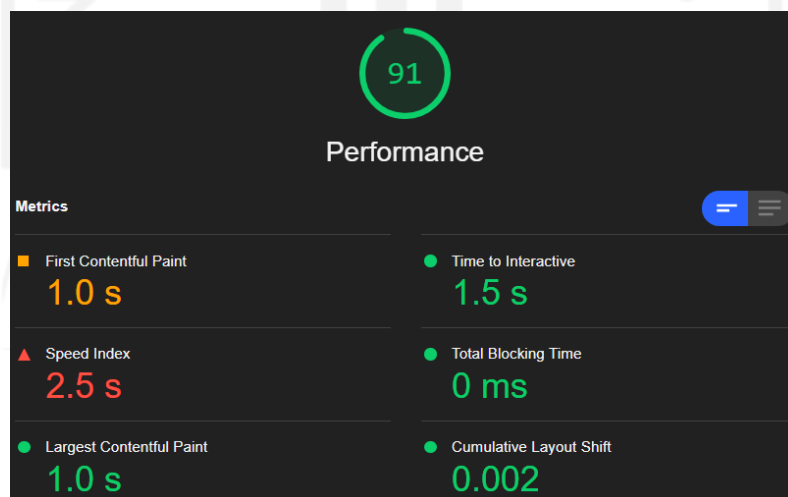 91
Performance
Metrics
First Contentful Paint
1.0 s
Time to Interactive
1.5 s
Speed Index
2.5 s
Total Blocking Time
0 ms
Largest Contentful Paint
1.0 s
Cumulative Layout Shift
0.002